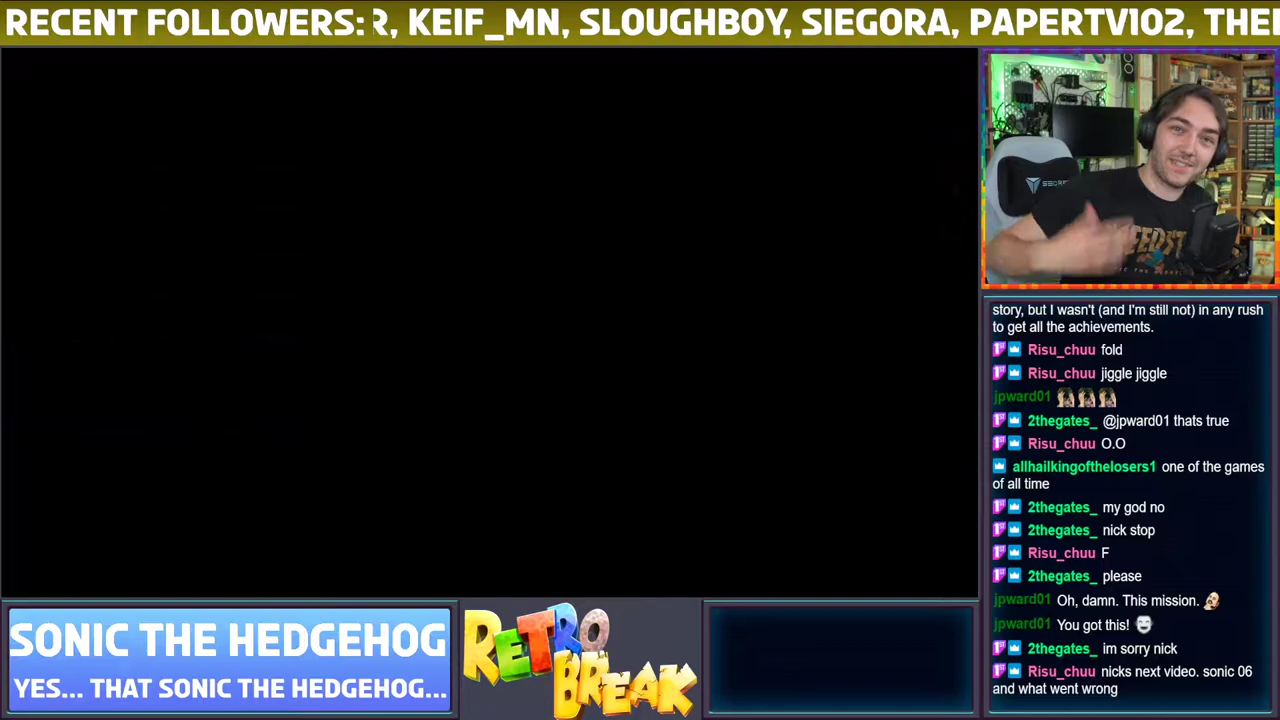 RECENT FOLLOWERS: R, KEIF_MN, SLOUGHBOY, SIEGORA, PAPERTV102, THE
story, but I wasn't (and I'm still not) in any rush
to get all the achievements.
Risu_chuu fold
Risu_chuu jiggle jiggle
jpward01
2thegates_ @jpward01 thats true
Risu_chuu O.O
allhailkingofthelosers1 one of the games
of all time
2thegates_ my god no
2thegates_ nick stop
Risu_chuu F
2thegates_ please
jpward01 Oh, damn. This mission.
jpward01 You got this!
2thegates_ im sorry nick
Risu_chuu nicks next video. sonic 06
and what went wrong
SONIC THE HEDGEHOG
YES... THAT SONIC THE HEDGEHOG...
RETRO
BREAK